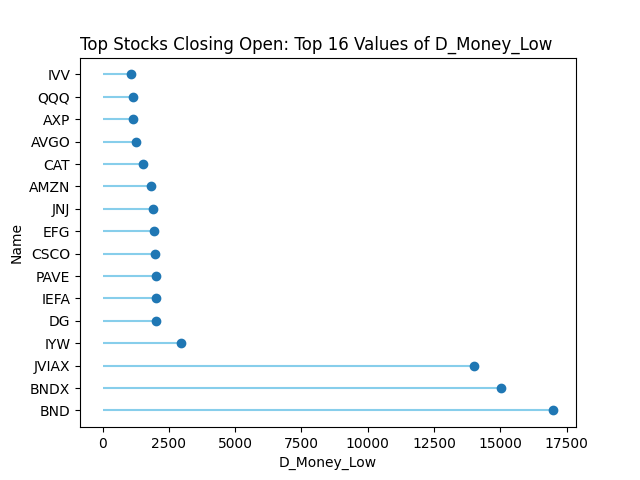 Top Stocks Closing Open: Top 16 Values of D_Money_Low
IVV
QQQ
AXP
AVGO
CAT
AMZN
JNJ
EFG
CSCO
PAVE
IEFA
DG
IYW
JVIAX
BNDX
BND
Name
0 2500 5000 7500 10000 12500 15000 17500
D_Money_Low